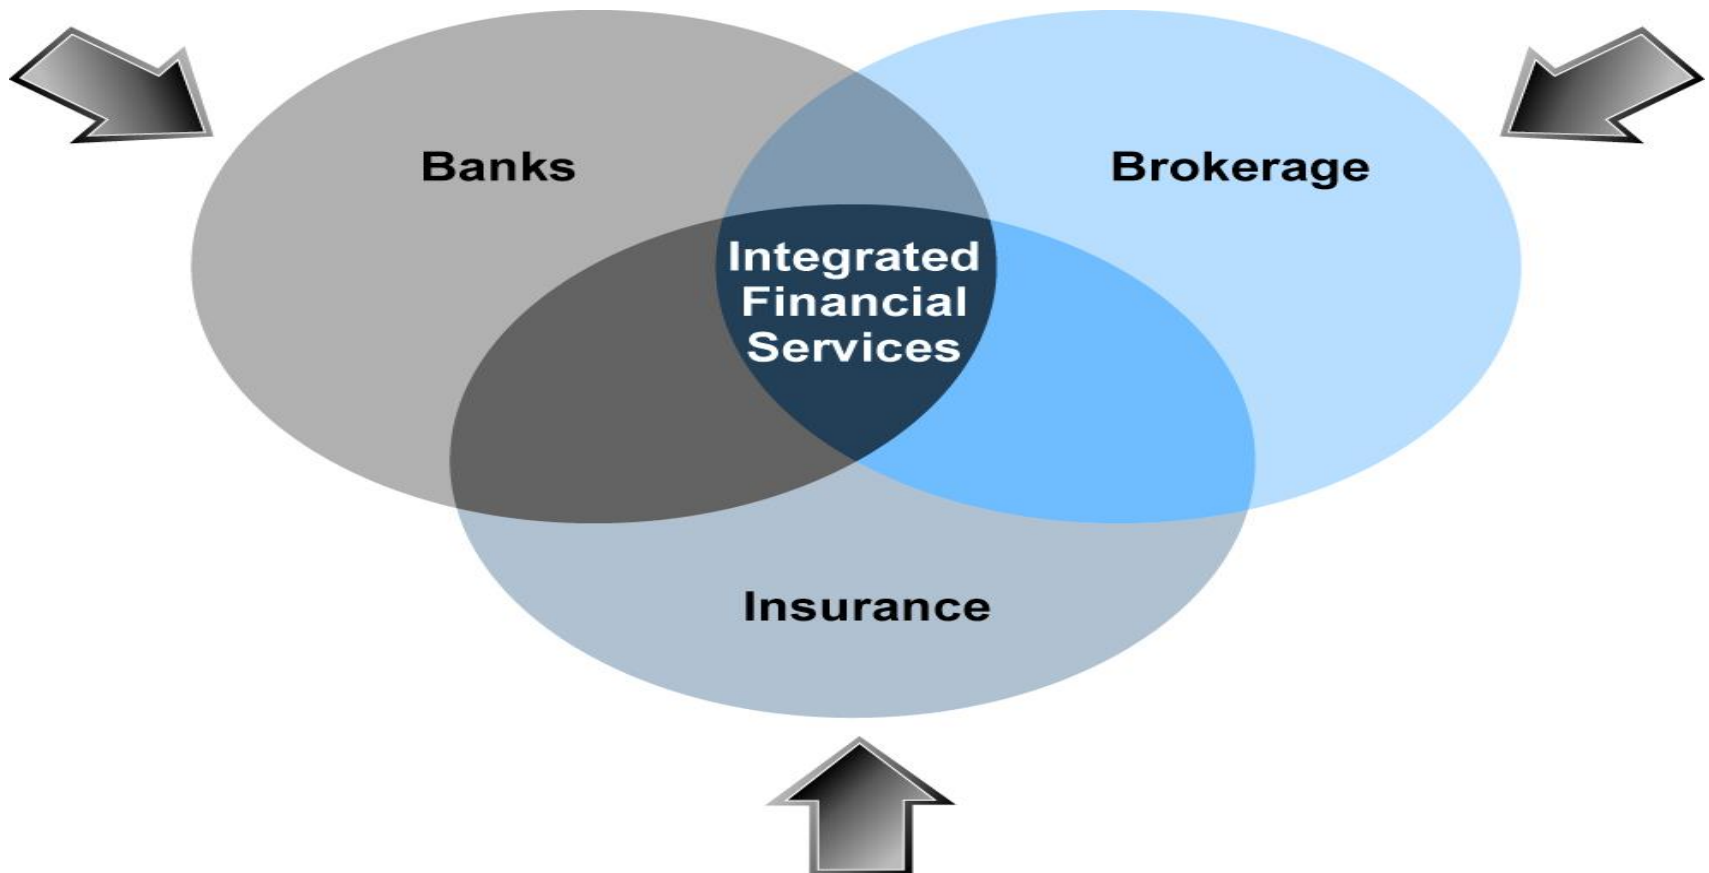 Banks
Brokerage
Integrated
Financial
Services
Insurance